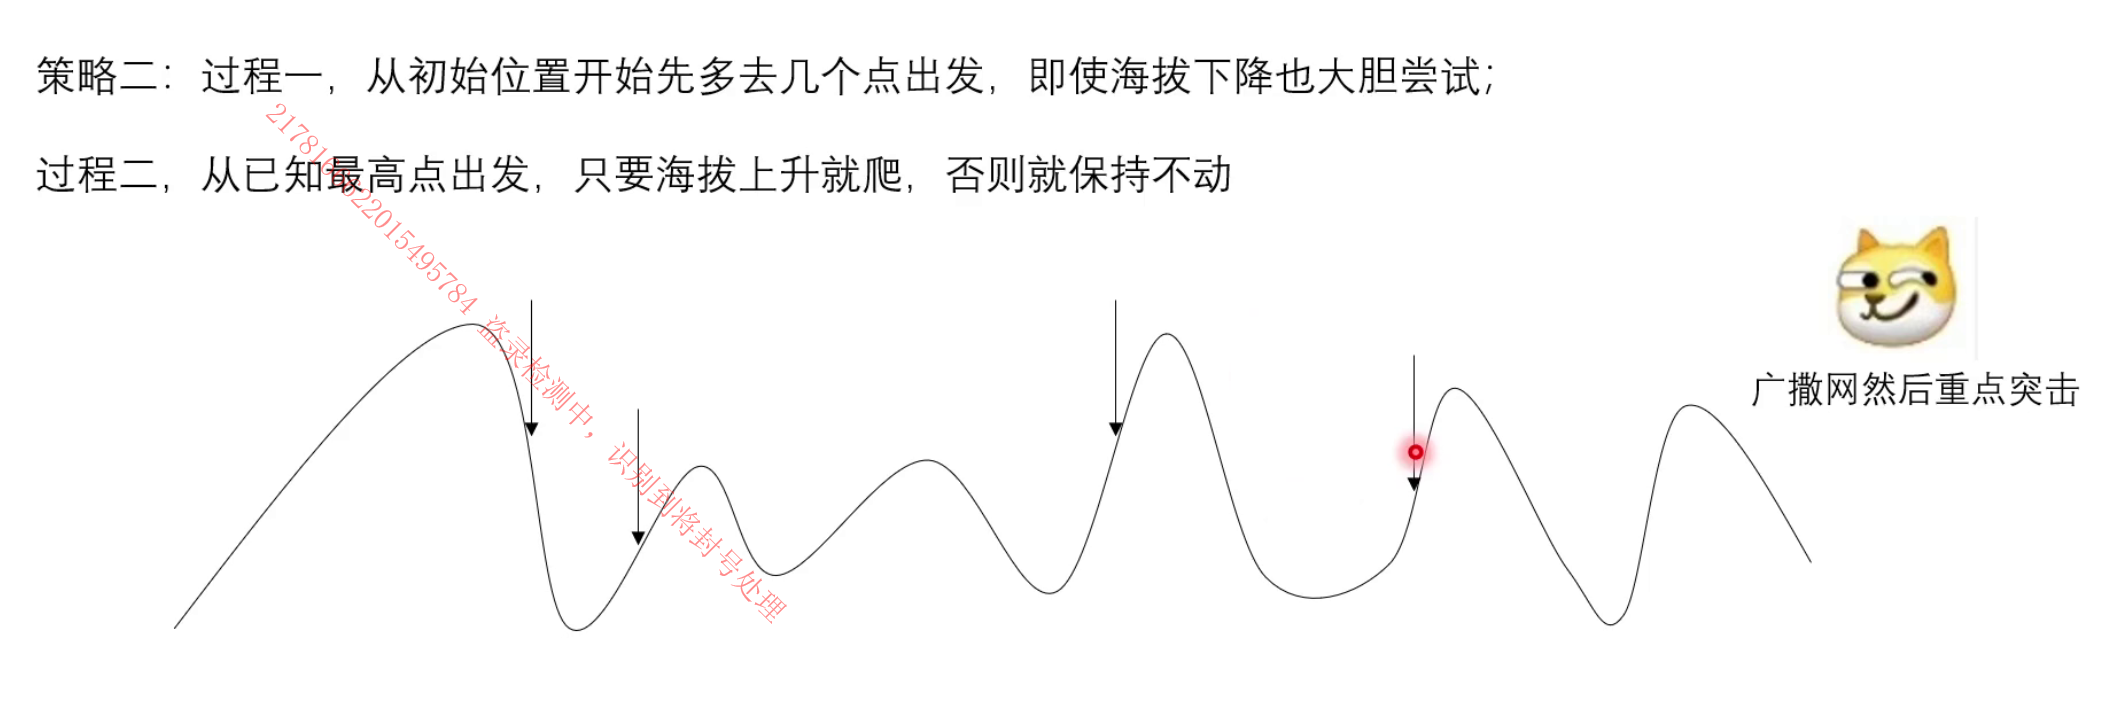 策略二：过程一，从初始位置开始先多去几个点出发，即使海拔下降也大胆尝试；
过程二，从已知最高点出发，只要海拔上升就爬，否则就保持不动
广撒网然后重点突击
盗录检测中，识别到将封号处理